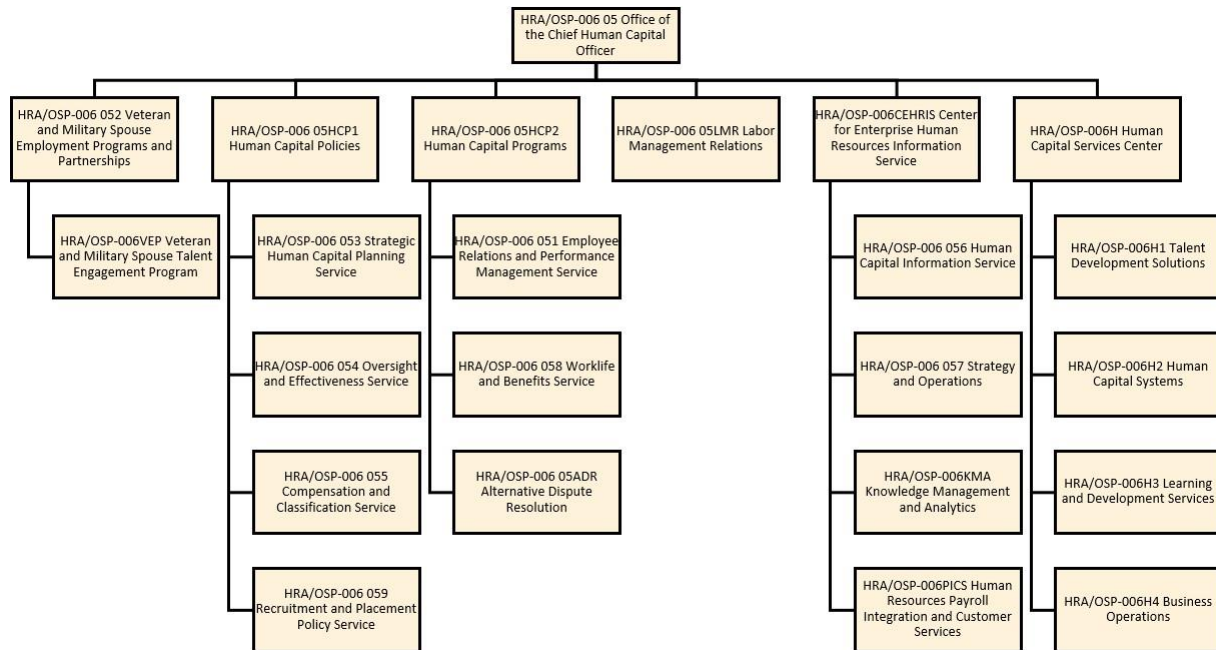 HRA/OSP-006 05 Office of
the Chief Human Capital
Officer
HRA/OSP-006 052 Veteran
and Military Spouse
Employment Programs and
Partnerships
HRA/OSP-006 05HCP1
Human Capital Policies
HRA/OSP-006 05HCP2
Human Capital Programs
HRA/OSP-006 05LMR Labor
Management Relations
HRA/OSP-006CEHRIS Center
for Enterprise Human
Resources Information
Service
HRA/OSP-006H Human
Capital Services Center
HRA/OSP-006VEP Veteran
and Military Spouse Talent
Engagement Program
HRA/OSP-006 053 Strategic
Human Capital Planning
Service
HRA/OSP-006 051 Employee
Relations and Performance
Management Service
HRA/OSP-006 056 Human
Capital Information Service
HRA/OSP-006H1 Talent
Development Solutions
HRA/OSP-006 054 Oversight
and Effectiveness Service
HRA/OSP-006 058 Worklife
and Benefits Service
HRA/OSP-006 057 Strategy
and Operations
HRA/OSP-006H2 Human
Capital Systems
HRA/OSP-006 055
Compensation and
Classification Service
HRA/OSP-006 05ADR
Alternative Dispute
Resolution
HRA/OSP-006KMA
Knowledge Management
and Analytics
HRA/OSP-006H3 Learning
and Development Services
HRA/OSP-006 059
Recruitment and Placement
Policy Service
HRA/OSP-006PICS Human
Resources Payroll
Integration and Customer
Services
HRA/OSP-006H4 Business
Operations